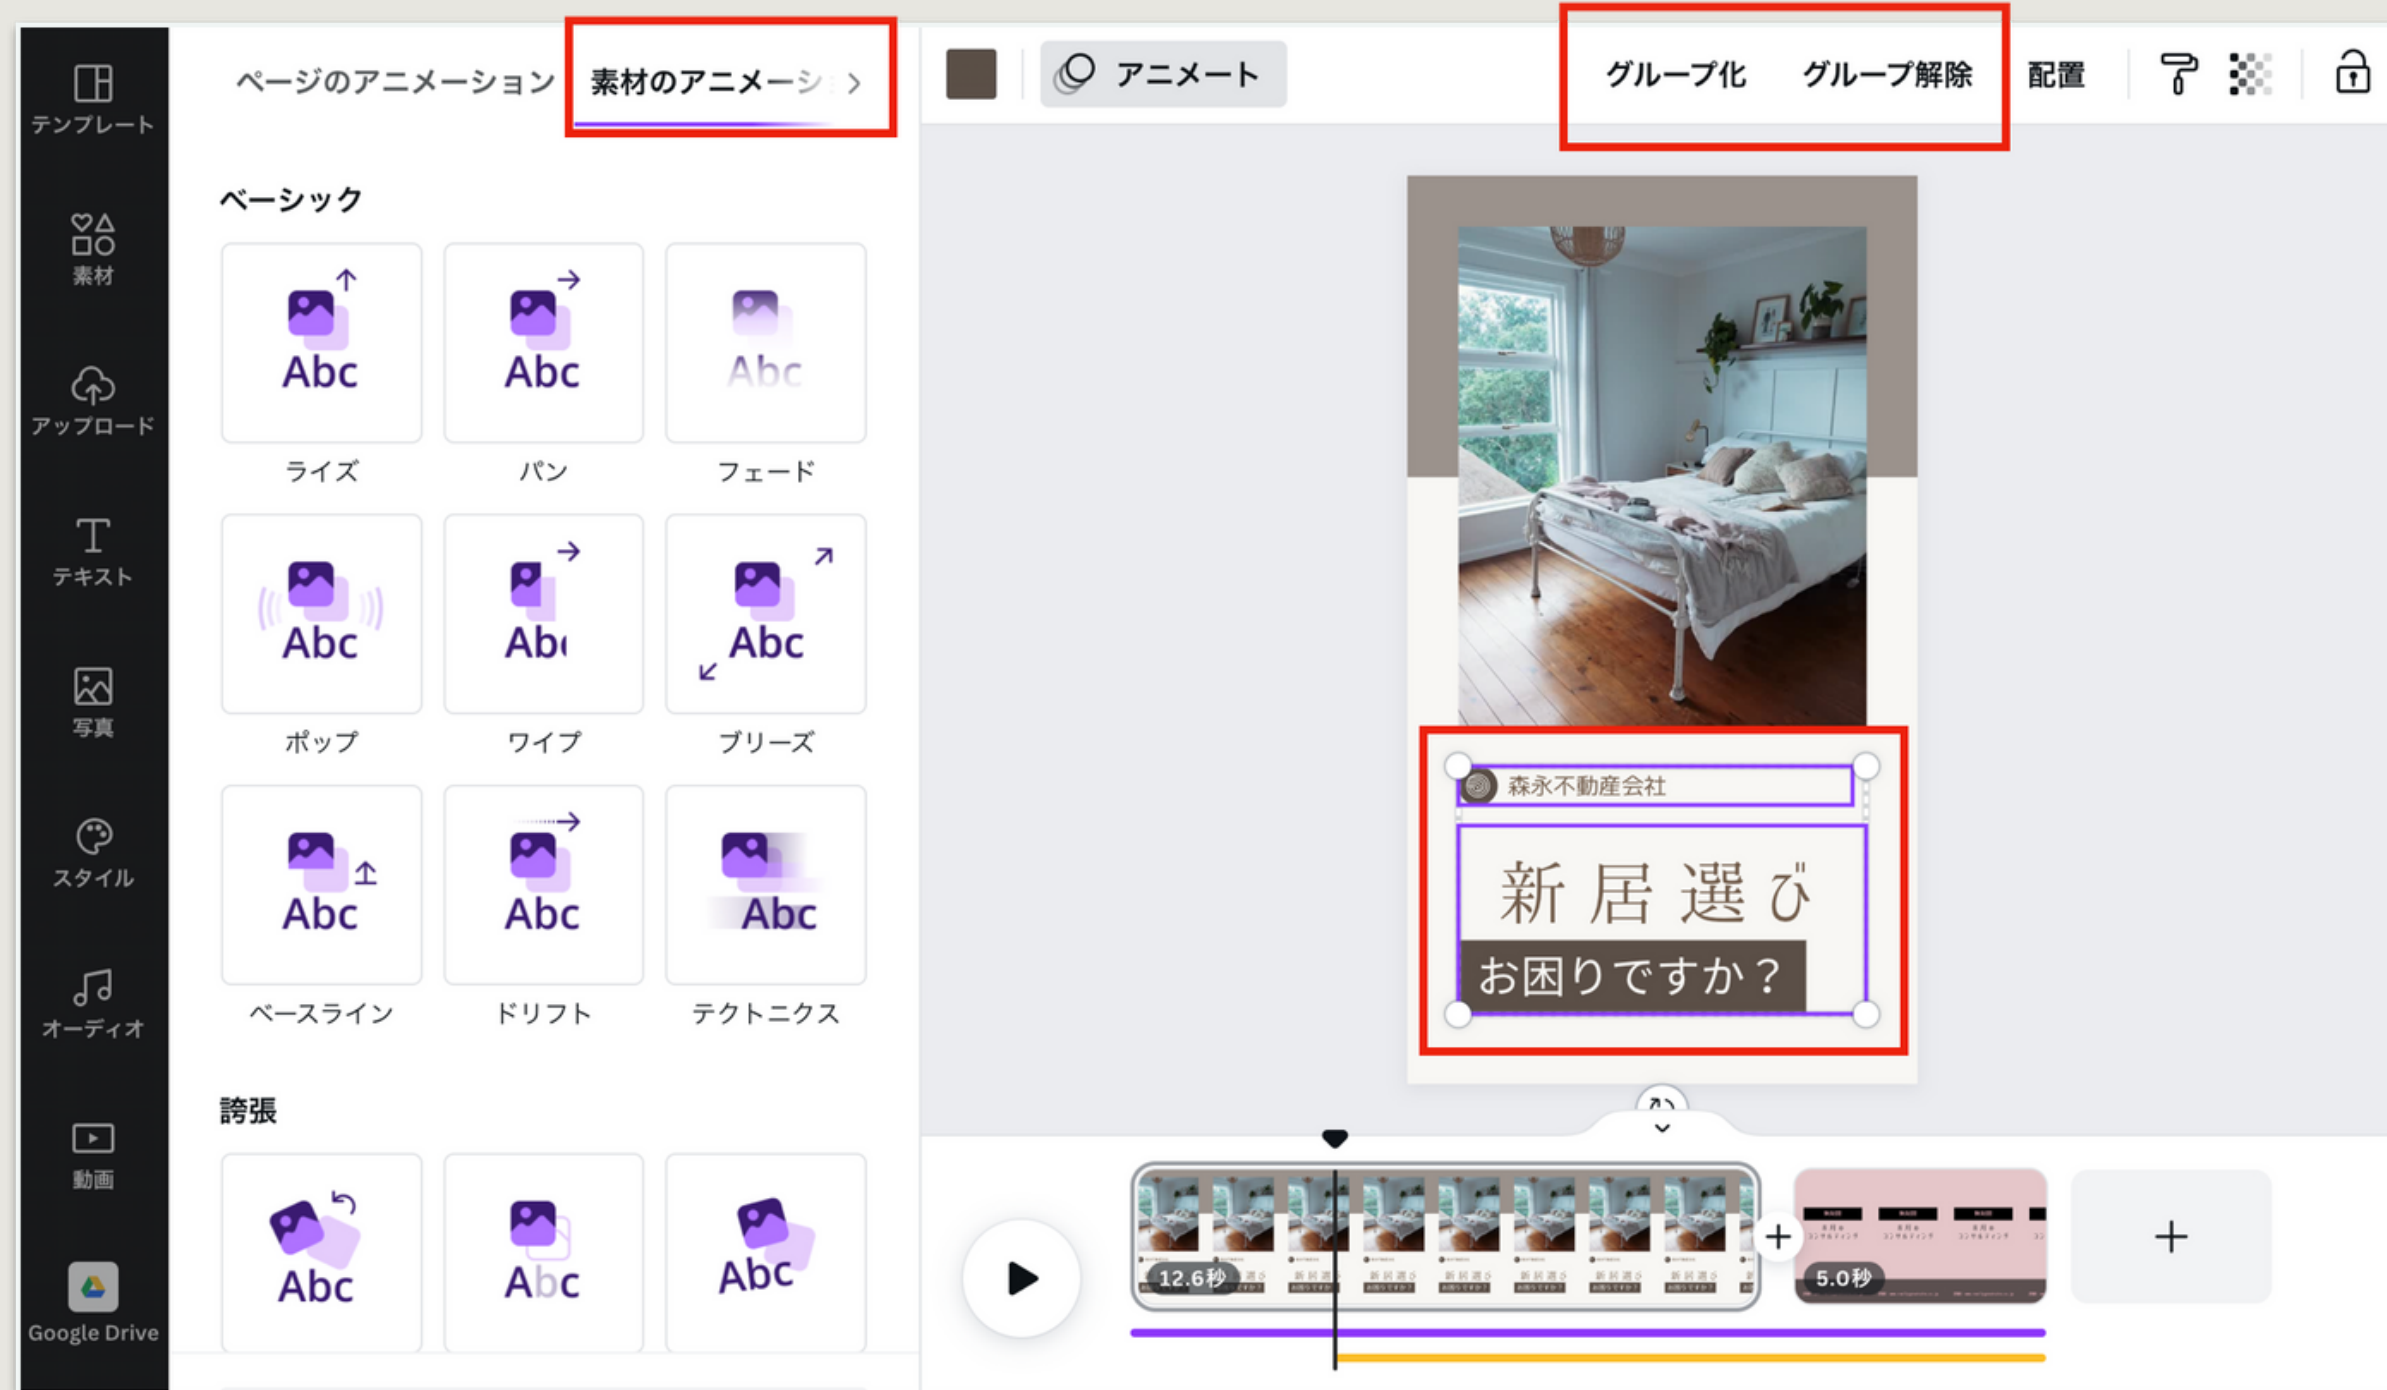 テンプレート
素材
アップロード
テキスト
写真
スタイル
オーディオ
動画
Google Drive
ページのアニメーション 素材のアニメーシ
ベーシック
Abc Abc Abc
ライズ パン フェード
Abc Abc Abc
ポップ ワイプ ブリーズ
Abc Abc Abc
ベースライン ドリフト テクトニクス
誇張
Abc Abc Abc
アニメート グループ化 グループ解除 配置
森永不動産会社
新居選び
お困りですか？
12.6秒 5.0秒